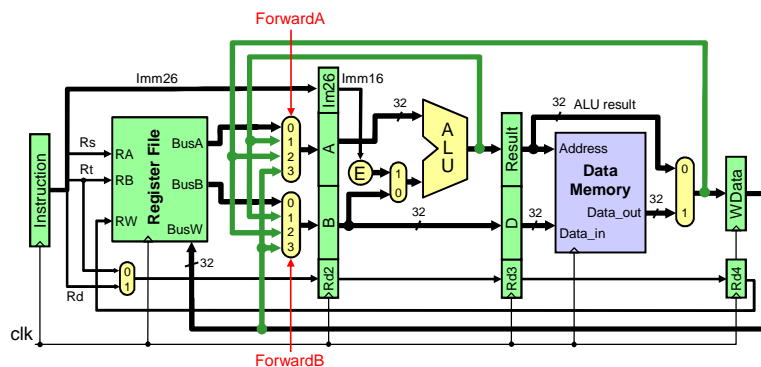 ForwardA
Imm26
Imm16
Im26
32
32
ALU result
Instruction
Register File
Rs
RA
Rt
RB
RW
BusA
BusB
BusW
0
1
2
3
A
E
1
0
A
L
U
Result
Address
Data
Memory
Data_out
Data_in
32
0
1
WData
0
1
2
3
B
32
D
32
32
Rd
0
1
Rd2
Rd3
Rd4
clk
ForwardB